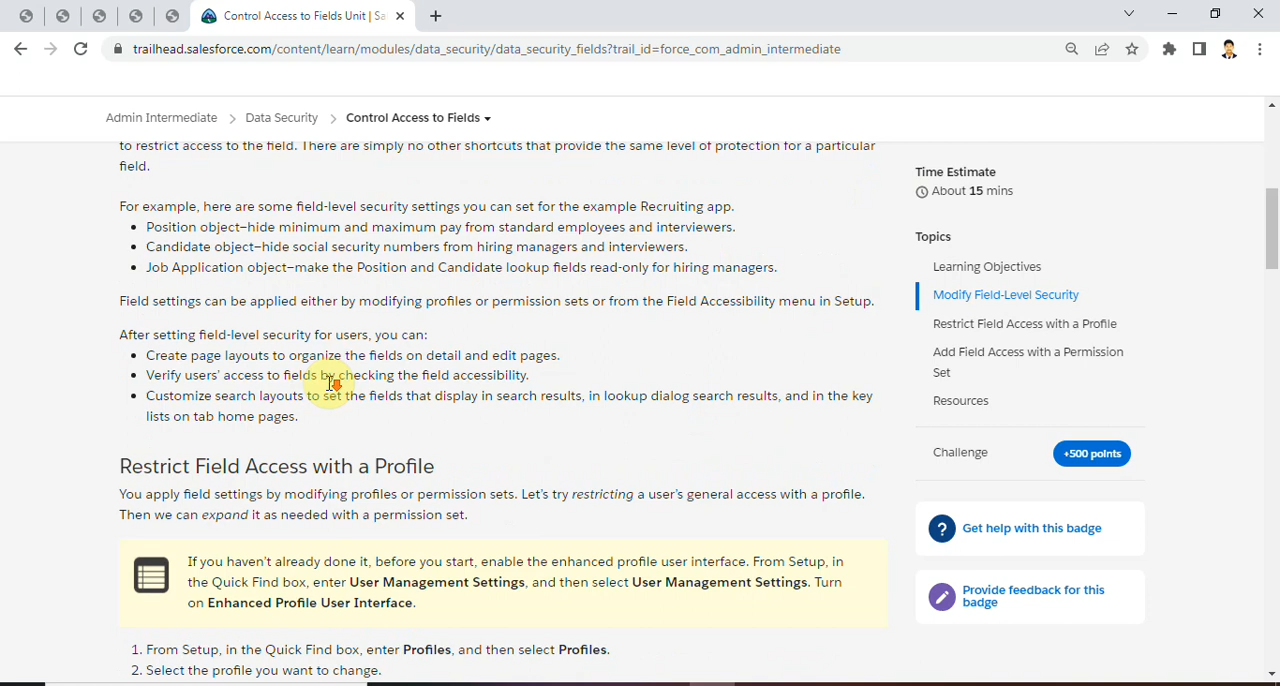 Control Access to Fields Unit | Sa
trailhead.salesforce.com/content/learn/modules/data_security/data_security_fields?trail_id=force_com_admin_intermediate
Admin Intermediate > Data Security > Control Access to Fields
to restrict access to the field. There are simply no other shortcuts that provide the same level of protection for a particular
field.
For example, here are some field-level security settings you can set for the example Recruiting app.
• Position object–hide minimum and maximum pay from standard employees and interviewers.
• Candidate object–hide social security numbers from hiring managers and interviewers.
• Job Application object–make the Position and Candidate lookup fields read-only for hiring managers.
Field settings can be applied either by modifying profiles or permission sets or from the Field Accessibility menu in Setup.
After setting field-level security for users, you can:
• Create page layouts to organize the fields on detail and edit pages.
• Verify users' access to fields by checking the field accessibility.
• Customize search layouts to set the fields that display in search results, in lookup dialog search results, and in the key
lists on tab home pages.
Restrict Field Access with a Profile
You apply field settings by modifying profiles or permission sets. Let's try restricting a user's general access with a profile.
Then we can expand it as needed with a permission set.
If you haven't already done it, before you start, enable the enhanced profile user interface. From Setup, in
the Quick Find box, enter User Management Settings, and then select User Management Settings. Turn
on Enhanced Profile User Interface.
1. From Setup, in the Quick Find box, enter Profiles, and then select Profiles.
2. Select the profile you want to change.
Time Estimate
About 15 mins
Topics
Learning Objectives
Modify Field-Level Security
Restrict Field Access with a Profile
Add Field Access with a Permission
Set
Resources
Challenge
+500 points
? Get help with this badge
Provide feedback for this
badge